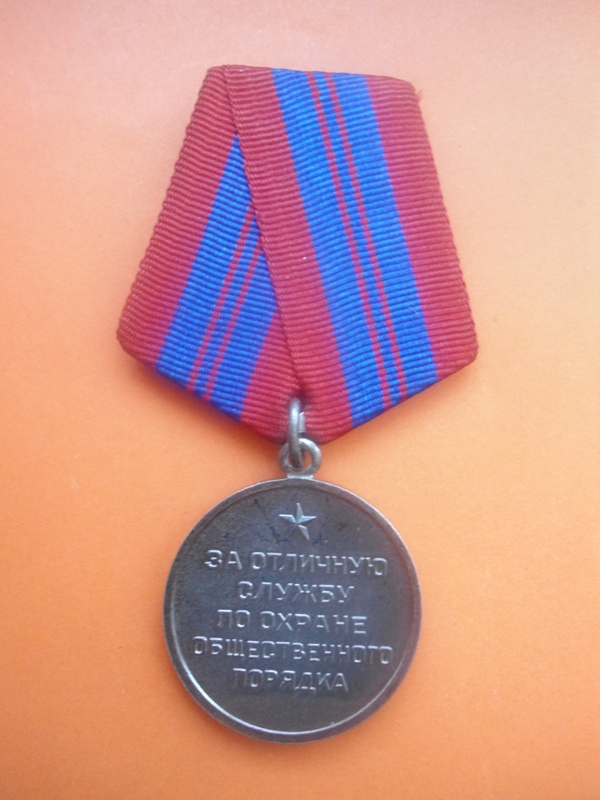 ЗА ОТЛИЧНУЮ
СЛУЖБУ
ПО ОХРАНЕ
ОБЩЕСТВЕННОГО
ПОРЯДКА